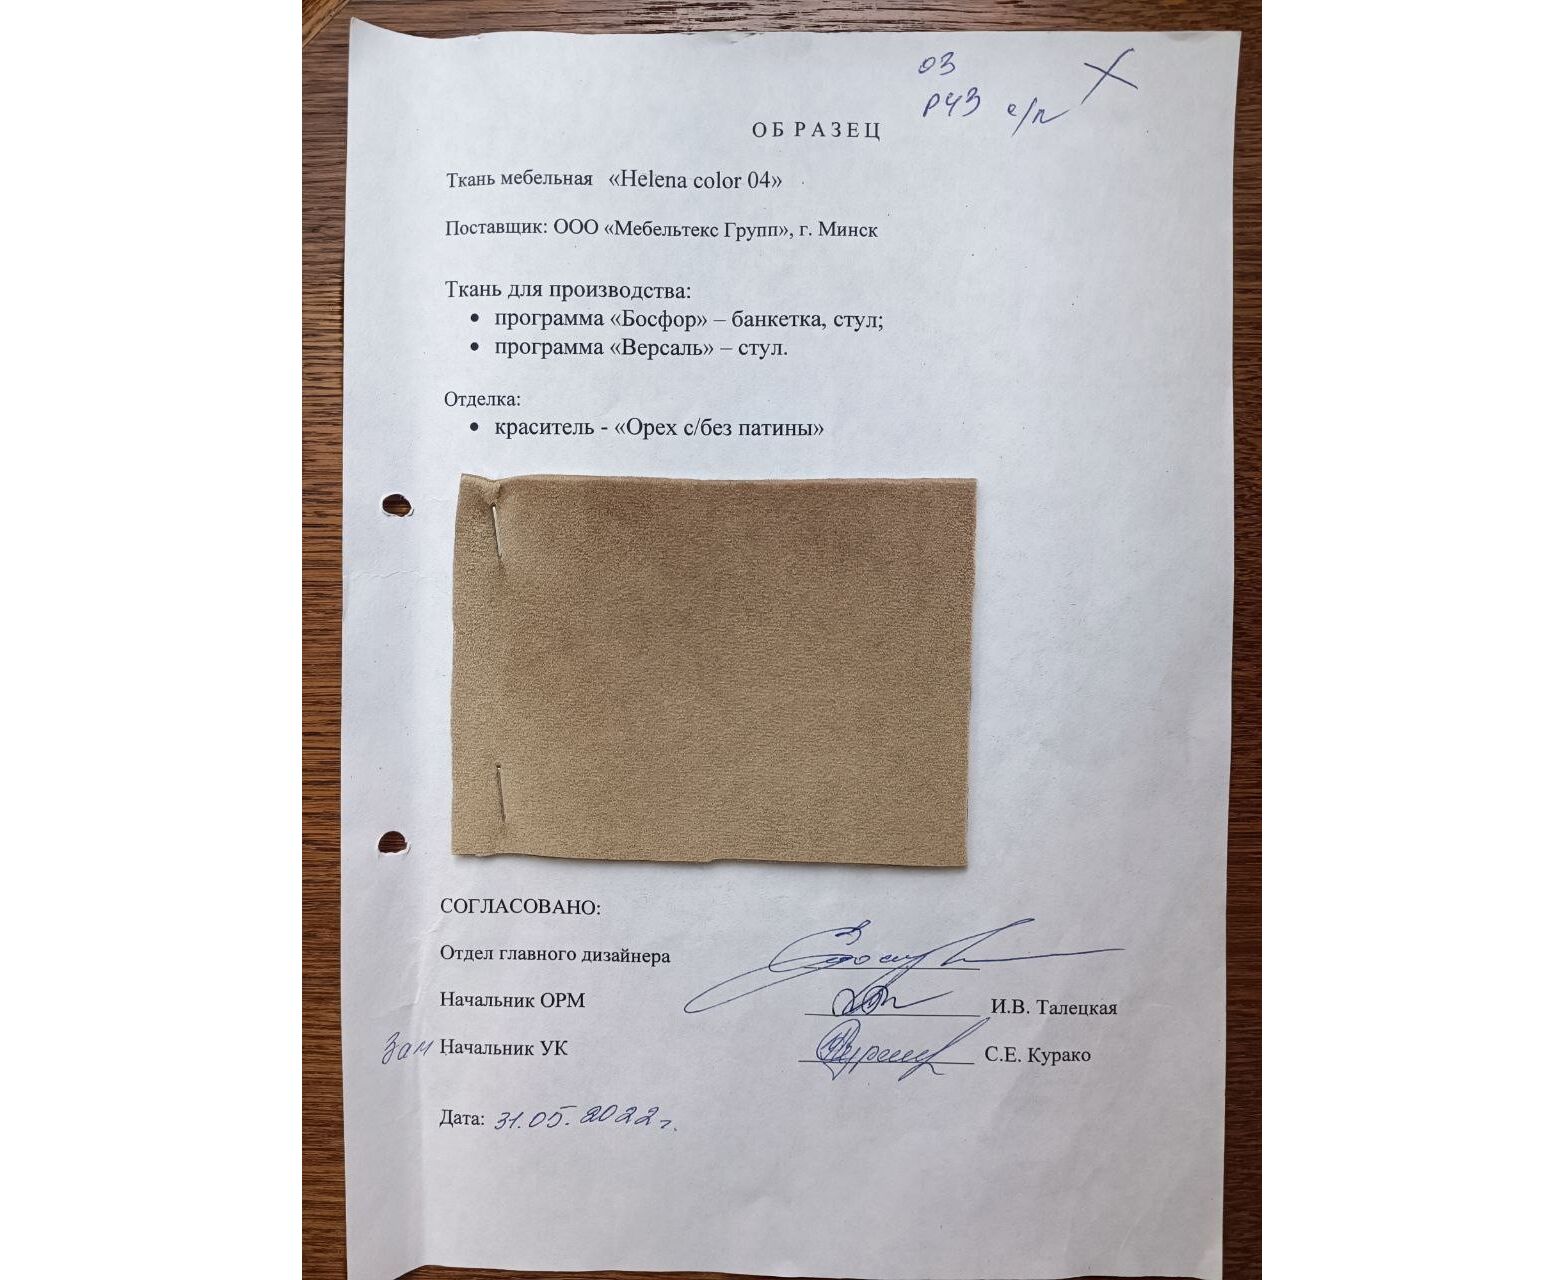 03
РЧЗ с/п
ОБРАЗЕЦ
Ткань мебельная «Helena color 04»
Поставщик: ООО «Мебельтекс Групп», г. Минск
Ткань для производства:
• программа «Босфор» – банкетка, стул;
• программа «Версаль» – стул.
Отделка:
• краситель - «Орех с/без патины»
СОГЛАСОВАНО:
Отдел главного дизайнера
Начальник ОРМ И.В. Талецкая
Зам Начальник УК С.Е. Курако
Дата: 31.05.2022г.